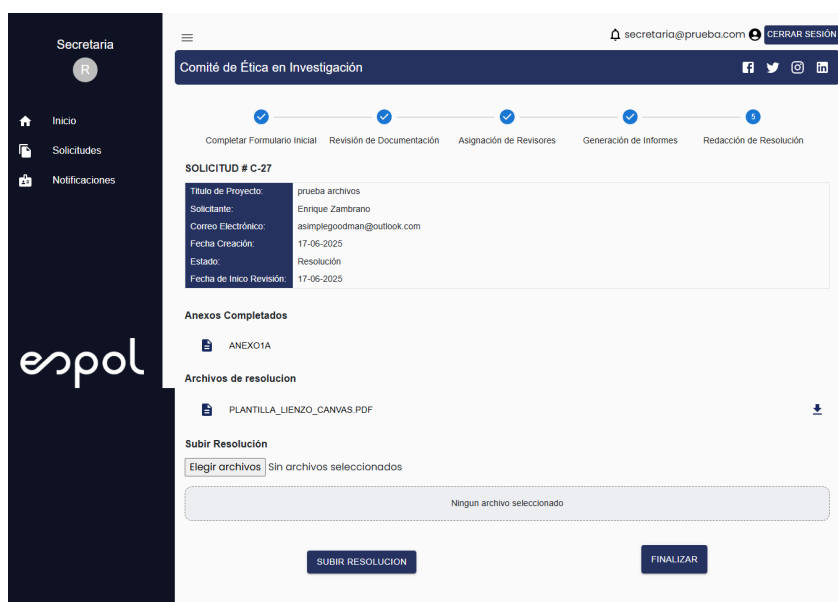 Secretaria
R
Inicio
Solicitudes
Notificaciones
espol
secretaria@prueba.com
CERRAR SESIÓN
Comité de Ética en Investigación
Completar Formulario Inicial
Revisión de Documentación
Asignación de Revisores
Generación de Informes
5
Redacción de Resolución
SOLICITUD # C-27
Titulo de Proyecto: prueba archivos
Solicitante: Enrique Zambrano
Correo Electrónico: asimplegoodman@outlook.com
Fecha Creación: 17-06-2025
Estado: Resolución
Fecha de Inico Revisión: 17-06-2025
Anexos Completados
ANEXO1A
Archivos de resolucion
PLANTILLA_LIENZO_CANVAS.PDF
Subir Resolución
Elegir archivos Sin archivos seleccionados
Ningun archivo seleccionado
SUBIR RESOLUCION
FINALIZAR